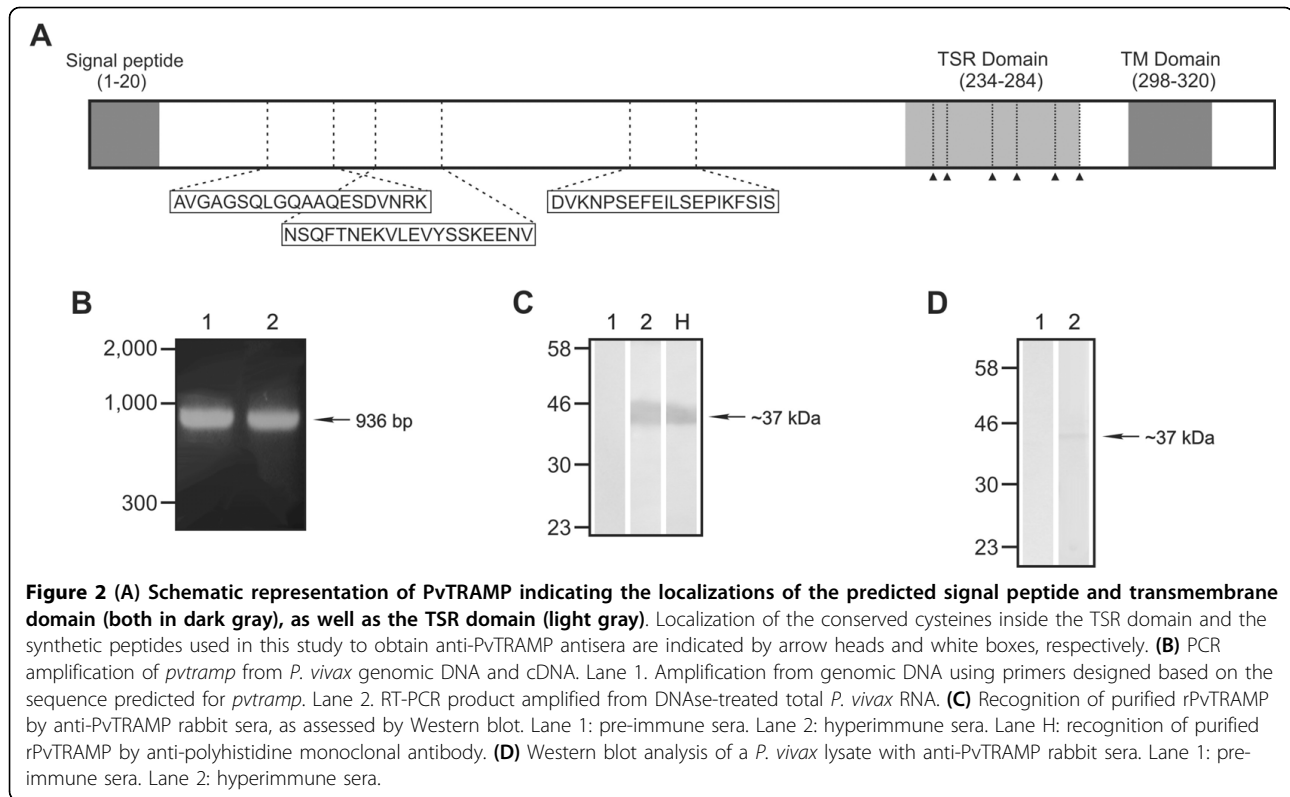 A
Signal peptide
(1-20)
TSR Domain
(234-284)
TM Domain
(298-320)
AVGAGSQLGQAAQESDVNRK
DVKNPSEFEILSEPIKFSIS
NSQFTNEKVLEVYSSKEENV
B
1 2
2,000
1,000
936 bp
300
C
1 2 H
58
46
~37 kDa
30
23
D
1 2
58
46
~37 kDa
30
23
Figure 2 (A) Schematic representation of PvTRAMP indicating the localizations of the predicted signal peptide and transmembrane
domain (both in dark gray), as well as the TSR domain (light gray). Localization of the conserved cysteines inside the TSR domain and the
synthetic peptides used in this study to obtain anti-PvTRAMP antisera are indicated by arrow heads and white boxes, respectively. (B) PCR
amplification of pvtramp from P. vivax genomic DNA and cDNA. Lane 1. Amplification from genomic DNA using primers designed based on the
sequence predicted for pvtramp. Lane 2. RT-PCR product amplified from DNAse-treated total P. vivax RNA. (C) Recognition of purified rPvTRAMP
by anti-PvTRAMP rabbit sera, as assessed by Western blot. Lane 1: pre-immune sera. Lane 2: hyperimmune sera. Lane H: recognition of purified
rPvTRAMP by anti-polyhistidine monoclonal antibody. (D) Western blot analysis of a P. vivax lysate with anti-PvTRAMP rabbit sera. Lane 1: pre-
immune sera. Lane 2: hyperimmune sera.